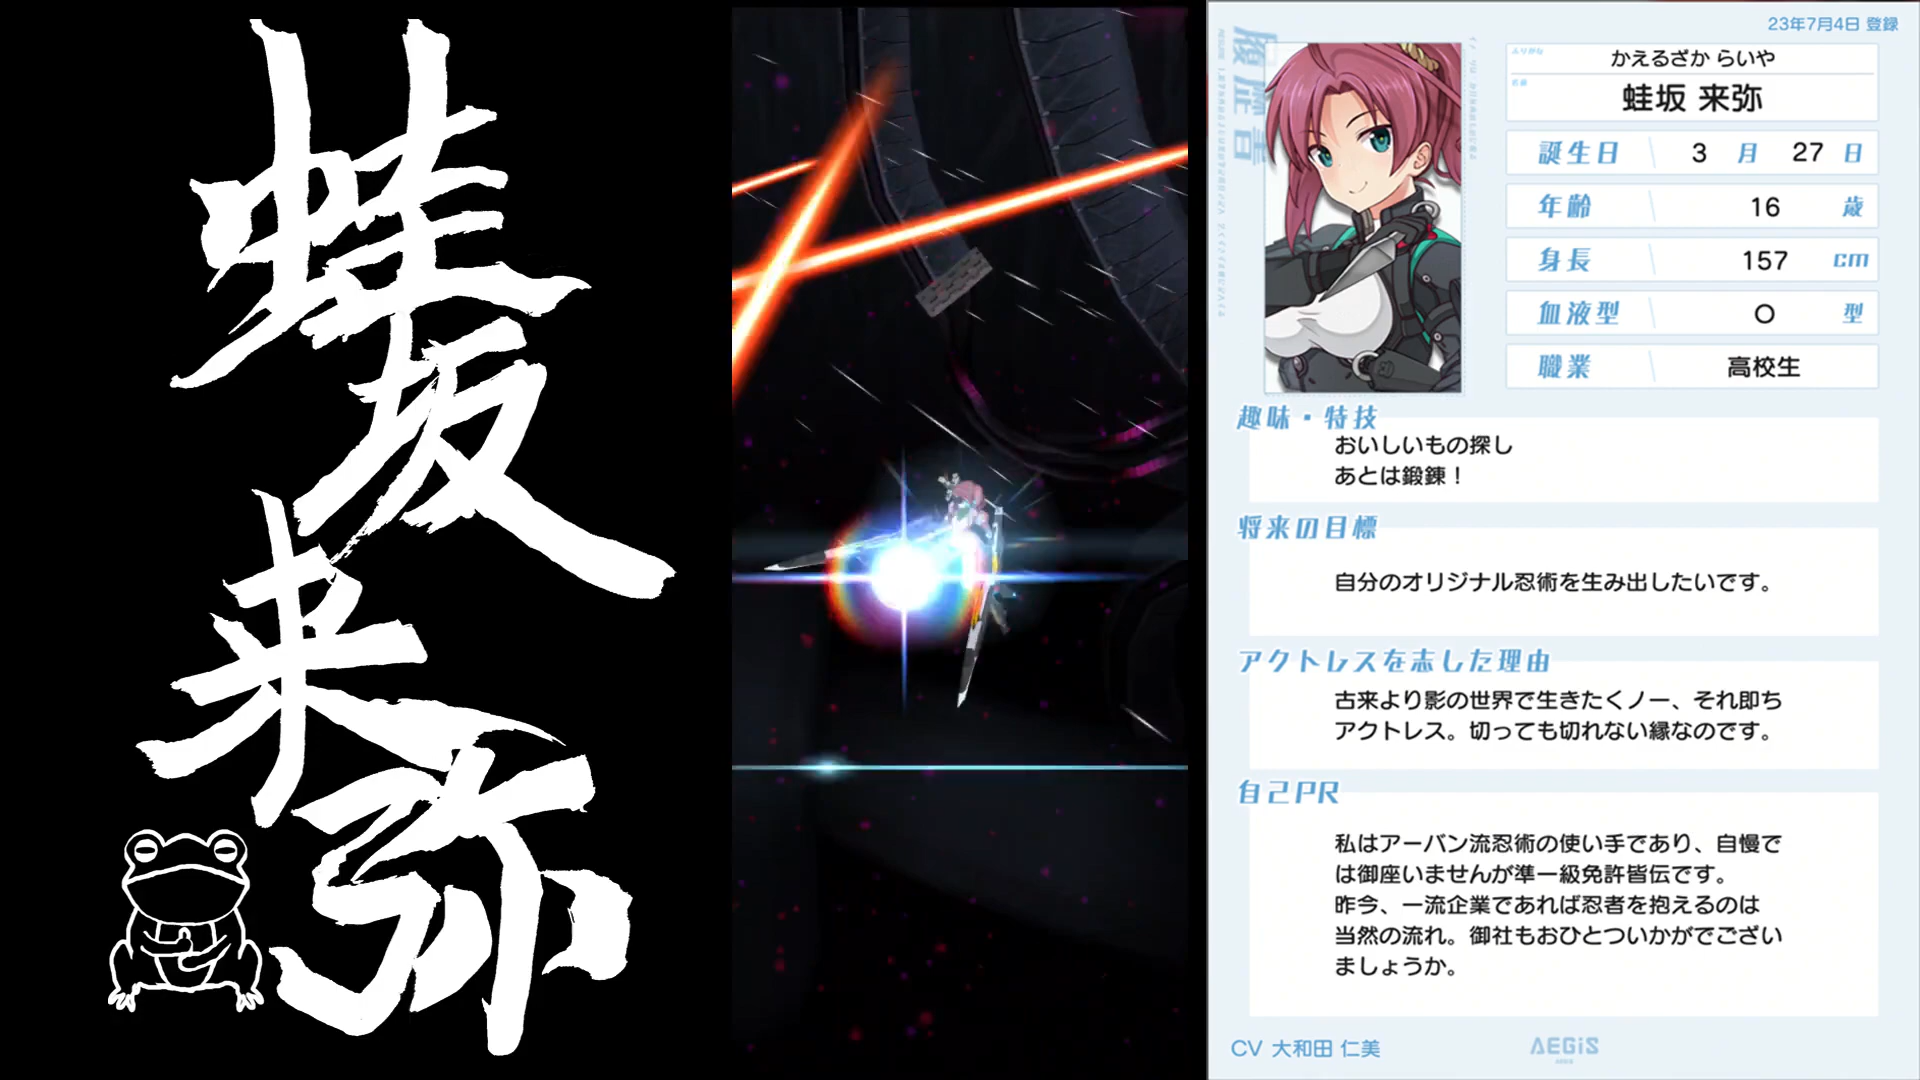 蛙坂来弥
23年7月4日 登録
履歴書
ふりがな
かえるざか らいや
名前
蛙坂 来弥
誕生日 3 月 27 日
年齢 16 歳
身長 157 cm
血液型 O 型
職業 高校生
趣味・特技
おいしいもの探し
あとは鍛錬！
将来の目標
自分のオリジナル忍術を生み出したいです。
アクトレスを志した理由
古来より影の世界で生きたくノー、それ即ち
アクトレス。切っても切れない縁なのです。
自己PR
私はアーバン流忍術の使い手であり、自慢で
は御座いませんが準一級免許皆伝です。
昨今、一流企業であれば忍者を抱えるのは
当然の流れ。御社もおひとついかがでござい
ましょうか。
CV 大和田 仁美
AEGiS